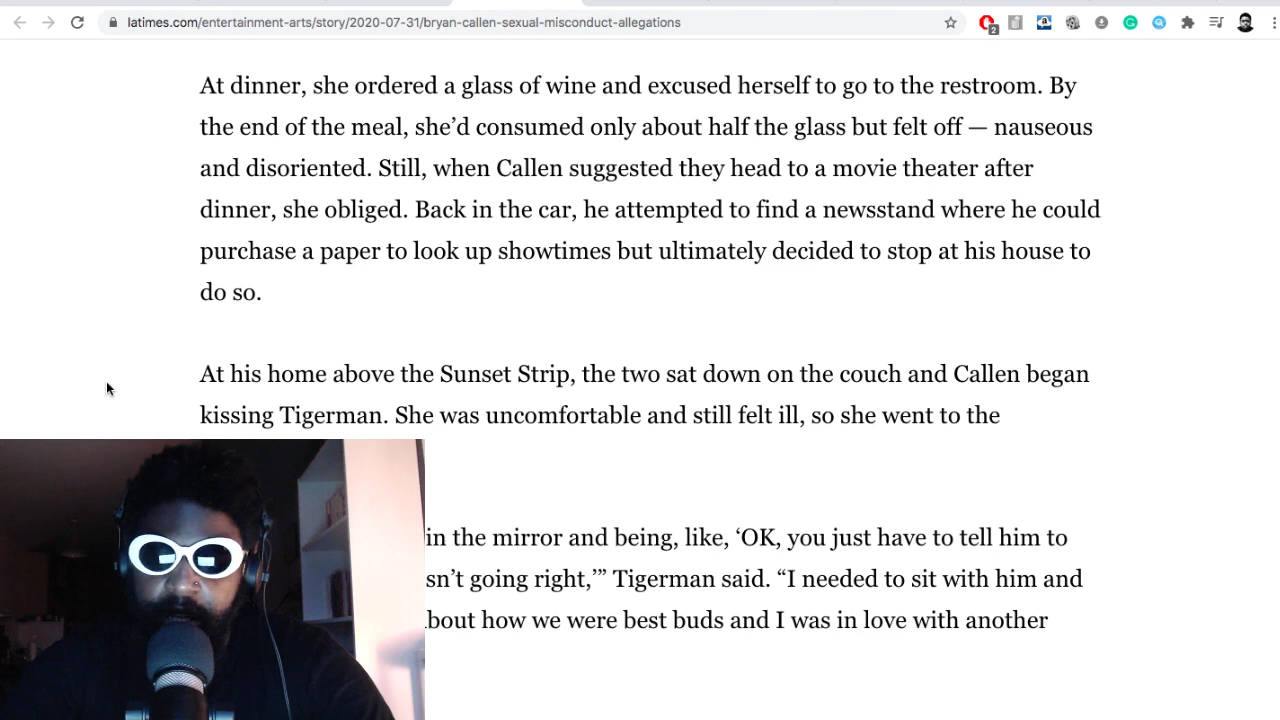 latimes.com/entertainment-arts/story/2020-07-31/bryan-callen-sexual-misconduct-allegations
2
At dinner, she ordered a glass of wine and excused herself to go to the restroom. By
the end of the meal, she’d consumed only about half the glass but felt off — nauseous
and disoriented. Still, when Callen suggested they head to a movie theater after
dinner, she obliged. Back in the car, he attempted to find a newsstand where he could
purchase a paper to look up showtimes but ultimately decided to stop at his house to
do so.
At his home above the Sunset Strip, the two sat down on the couch and Callen began
kissing Tigerman. She was uncomfortable and still felt ill, so she went to the
in the mirror and being, like, ‘OK, you just have to tell him to
sn’t going right,’” Tigerman said. “I needed to sit with him and
bout how we were best buds and I was in love with another